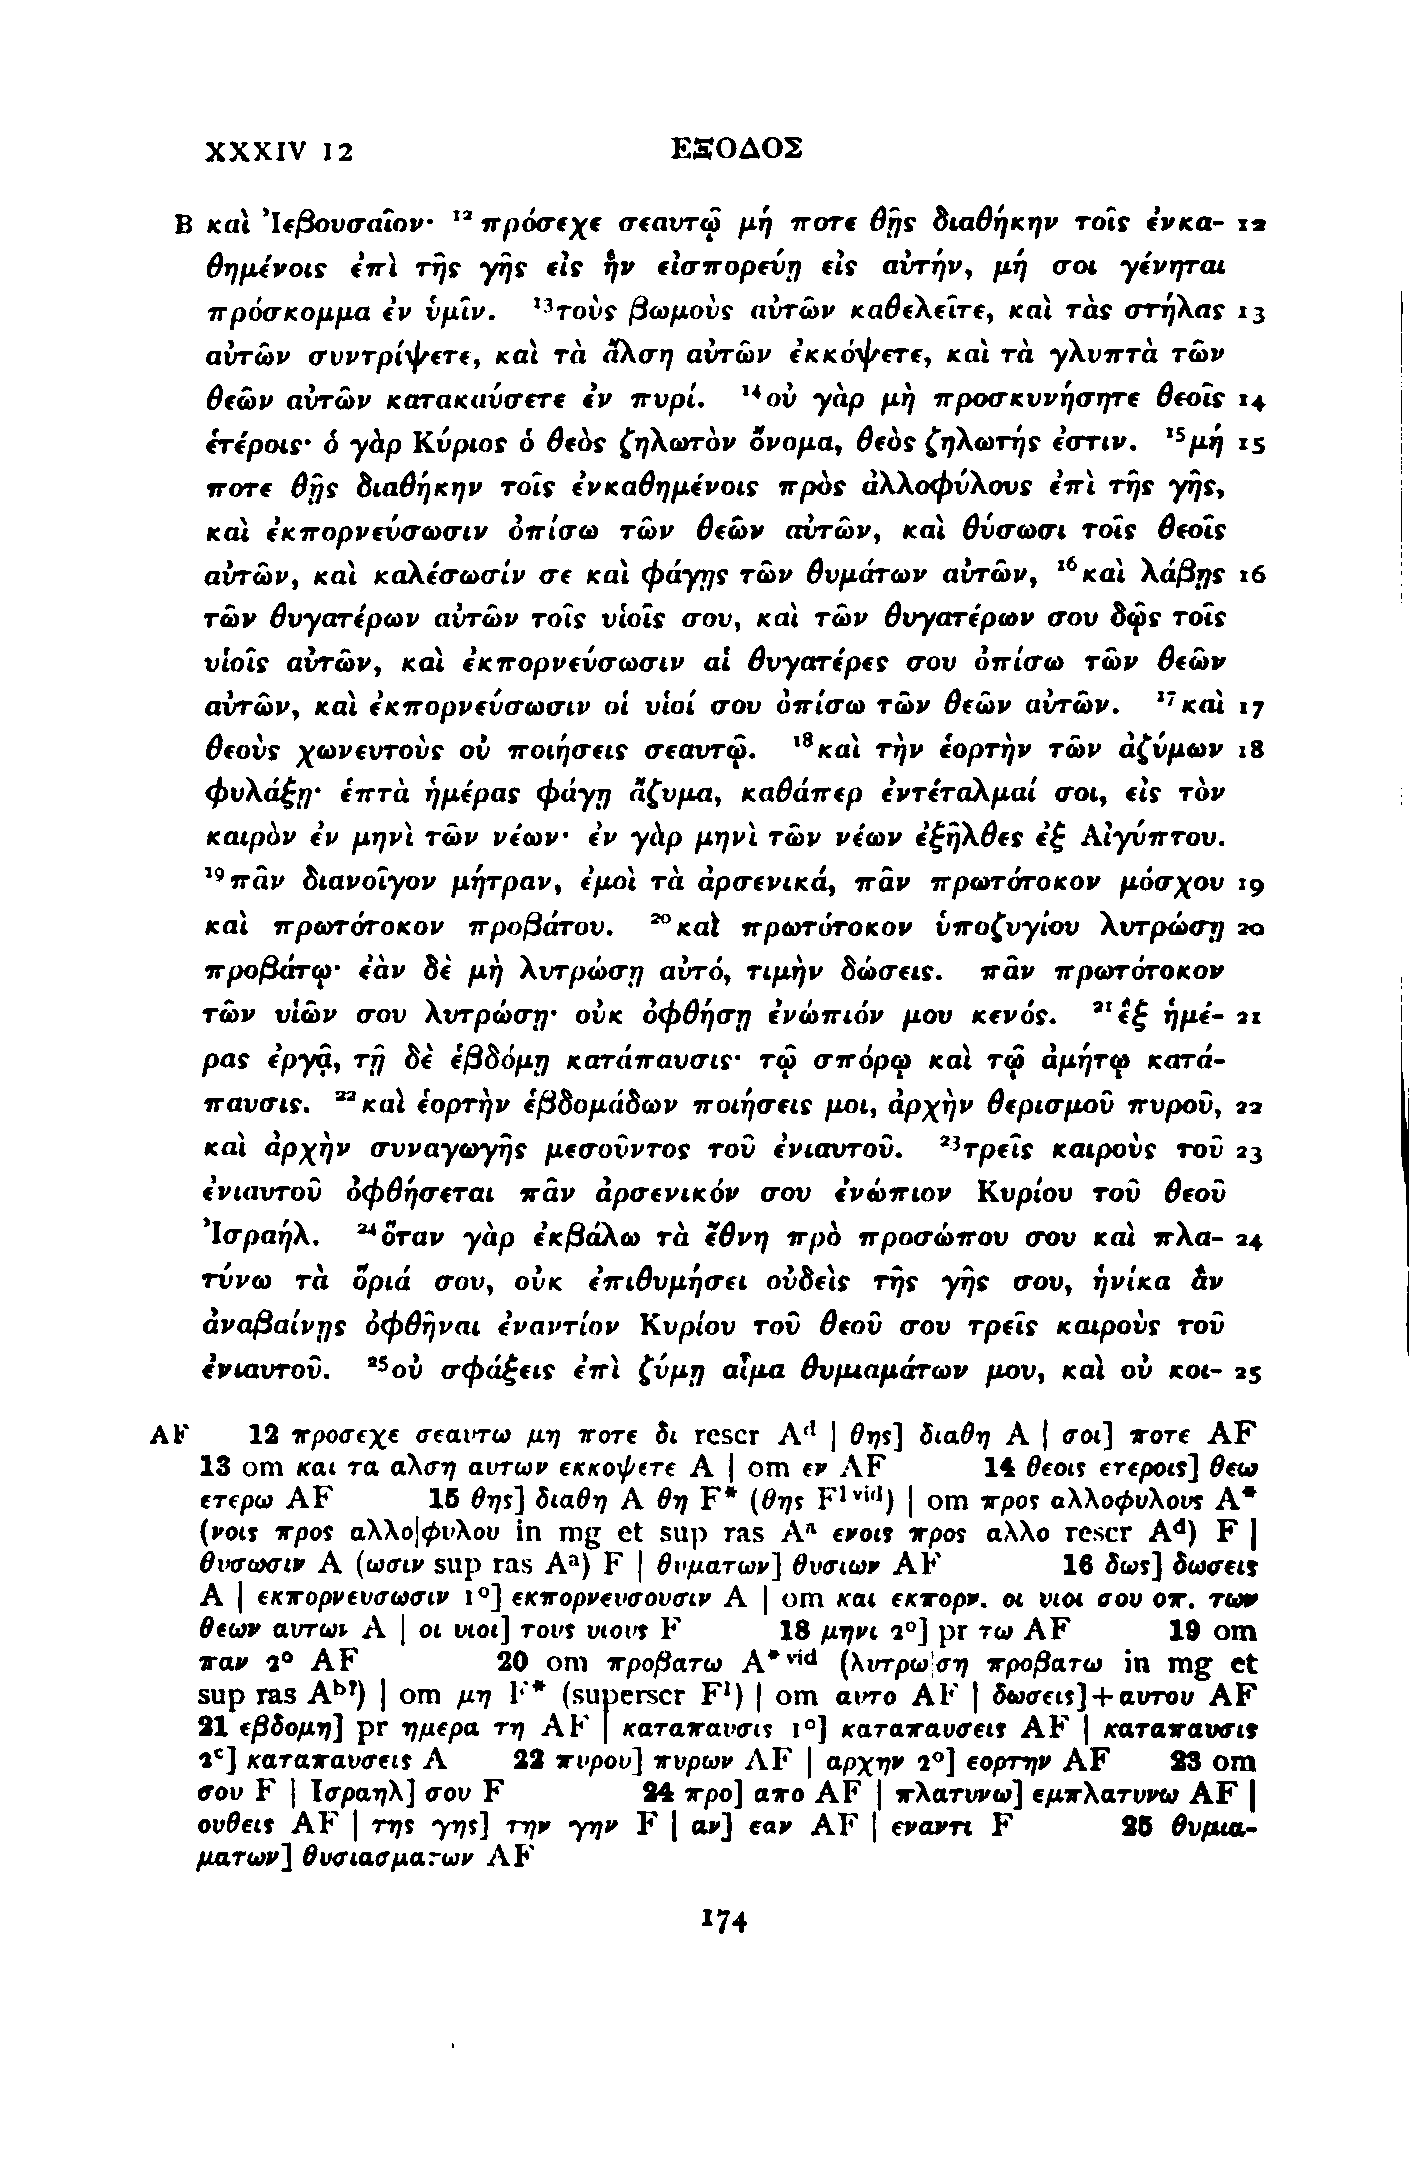 XXXIV 12 ΕΞΟΔΟΣ
B καὶ Ἰεβουσαῖον· ¹²πρόσεχε σεαυτῷ μή ποτε θῇς διαθήκην τοῖς ἐνκα- 12
θημένοις ἐπὶ τῆς γῆς εἰς ἣν εἰσπορεύῃ εἰς αὐτήν, μή σοι γένηται
πρόσκομμα ἐν ὑμῖν. ¹³τοὺς βωμοὺς αὐτῶν καθελεῖτε, καὶ τὰς στήλας 13
αὐτῶν συντρίψετε, καὶ τὰ ἄλση αὐτῶν ἐκκόψετε, καὶ τὰ γλυπτὰ τῶν
θεῶν αὐτῶν κατακαύσετε ἐν πυρί. ¹⁴οὐ γὰρ μὴ προσκυνήσητε θεοῖς 14
ἑτέροις· ὁ γὰρ Κύριος ὁ θεὸς ζηλωτὸν ὄνομα, θεὸς ζηλωτής ἐστιν. ¹⁵μή 15
ποτε θῇς διαθήκην τοῖς ἐνκαθημένοις πρὸς ἀλλοφύλους ἐπὶ τῆς γῆς,
καὶ ἐκπορνεύσωσιν ὀπίσω τῶν θεῶν αὐτῶν, καὶ θύσωσι τοῖς θεοῖς
αὐτῶν, καὶ καλέσωσίν σε καὶ φάγῃς τῶν θυμάτων αὐτῶν, ¹⁶καὶ λάβῃς 16
τῶν θυγατέρων αὐτῶν τοῖς υἱοῖς σου, καὶ τῶν θυγατέρων σου δῷς τοῖς
υἱοῖς αὐτῶν, καὶ ἐκπορνεύσωσιν αἱ θυγατέρες σου ὀπίσω τῶν θεῶν
αὐτῶν, καὶ ἐκπορνεύσωσιν οἱ υἱοί σου ὀπίσω τῶν θεῶν αὐτῶν. ¹⁷καὶ 17
θεοὺς χωνευτοὺς οὐ ποιήσεις σεαυτῷ. ¹⁸καὶ τὴν ἑορτὴν τῶν ἀζύμων 18
φυλάξῃ· ἑπτὰ ἡμέρας φάγῃ ἄζυμα, καθάπερ ἐντέταλμαί σοι, εἰς τὸν
καιρὸν ἐν μηνὶ τῶν νέων· ἐν γὰρ μηνὶ τῶν νέων ἐξῆλθες ἐξ Αἰγύπτου.
¹⁹πᾶν διανοῖγον μήτραν, ἐμοὶ τὰ ἀρσενικά, πᾶν πρωτότοκον μόσχου 19
καὶ πρωτότοκον προβάτου. ²⁰καὶ πρωτότοκον ὑποζυγίου λυτρώσῃ 20
προβάτῳ· ἐὰν δὲ μὴ λυτρώσῃ αὐτό, τιμὴν δώσεις. πᾶν πρωτότοκον
τῶν υἱῶν σου λυτρώσῃ· οὐκ ὀφθήσῃ ἐνώπιόν μου κενός. ²¹ἓξ ἡμέ- 21
ρας ἐργᾷ, τῇ δὲ ἑβδόμῃ κατάπαυσις· τῷ σπόρῳ καὶ τῷ ἀμήτῳ κατά-
παυσις. ²²καὶ ἑορτὴν ἑβδομάδων ποιήσεις μοι, ἀρχὴν θερισμοῦ πυροῦ, 22
καὶ ἀρχὴν συναγωγῆς μεσοῦντος τοῦ ἐνιαυτοῦ. ²³τρεῖς καιροὺς τοῦ 23
ἐνιαυτοῦ ὀφθήσεται πᾶν ἀρσενικόν σου ἐνώπιον Κυρίου τοῦ θεοῦ
Ἰσραήλ. ²⁴ὅταν γὰρ ἐκβάλω τὰ ἔθνη πρὸ προσώπου σου καὶ πλα- 24
τύνω τὰ ὅριά σου, οὐκ ἐπιθυμήσει οὐδεὶς τῆς γῆς σου, ἡνίκα ἂν
ἀναβαίνῃς ὀφθῆναι ἐναντίον Κυρίου τοῦ θεοῦ σου τρεῖς καιροὺς τοῦ
ἐνιαυτοῦ. ²⁵οὐ σφάξεις ἐπὶ ζύμῃ αἷμα θυμιαμάτων μου, καὶ οὐ κοι- 25
AF 12 προσεχε σεαυτω μη ποτε δι rescr Aᵈ | θης] διαθη A | σοι] ποτε AF
13 om και τα αλση αυτων εκκοψετε A | om εν AF 14 θεοις ετεροις] θεω
ετερω AF 15 θης] διαθη A θη F* (θης F¹ᵛⁱᵈ) | om προς αλλοφυλους A*
(νοις προς αλλο|φυλου in mg et sup ras Aᵃ ενοις προς αλλο rescr Aᵈ) F |
θυσωσιν A (ωσιν sup ras Aᵃ) F | θυματων] θυσιων AF 16 δως] δωσεις
A | εκπορνευσωσιν 1°] εκπορνευσουσιν A | om και εκπορν. οι υιοι σου οπ. των
θεων αυτων A | οι υιοι] τους υιους F 18 μηνι 2°] pr τω AF 19 om
παν 2° AF 20 om προβατω A*ᵛⁱᵈ (λυτρω|ση προβατω in mg et
sup ras Aᵇ?) | om μη F* (superscr F¹) | om αυτο AF | δωσεις]+αυτου AF
21 εβδομη] pr ημερα τη AF | καταπαυσις 1°] καταπαυσεις AF | καταπαυσις
2°] καταπαυσεις A 22 πυρου] πυρων AF | αρχην 2°] εορτην AF 23 om
σου F | Ισραηλ] σου F 24 προ] απο AF | πλατυνω] εμπλατυνω AF |
ουθεις AF | της γης] την γην F | αν] εαν AF | εναντι F 25 θυμια-
ματων] θυσιασματων AF
174